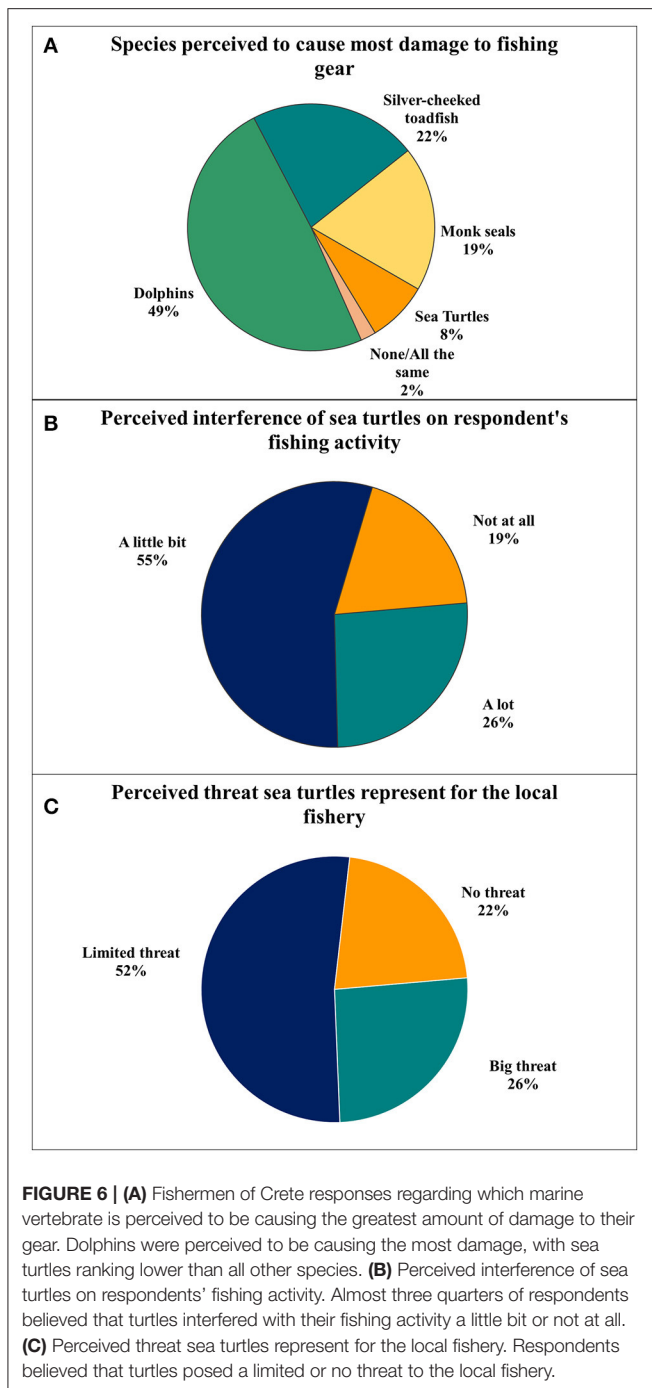 A
Species perceived to cause most damage to fishing
gear
Silver-cheeked
toadfish
22%
Monk seals
19%
Dolphins
49%
Sea Turtles
8%
None/All the
same
2%
B
Perceived interference of sea turtles on respondent's
fishing activity
Not at all
19%
A little bit
55%
A lot
26%
C
Perceived threat sea turtles represent for the local
fishery
No threat
22%
Limited threat
52%
Big threat
26%
FIGURE 6 | (A) Fishermen of Crete responses regarding which marine
vertebrate is perceived to be causing the greatest amount of damage to their
gear. Dolphins were perceived to be causing the most damage, with sea
turtles ranking lower than all other species. (B) Perceived interference of sea
turtles on respondents' fishing activity. Almost three quarters of respondents
believed that turtles interfered with their fishing activity a little bit or not at all.
(C) Perceived threat sea turtles represent for the local fishery. Respondents
believed that turtles posed a limited or no threat to the local fishery.